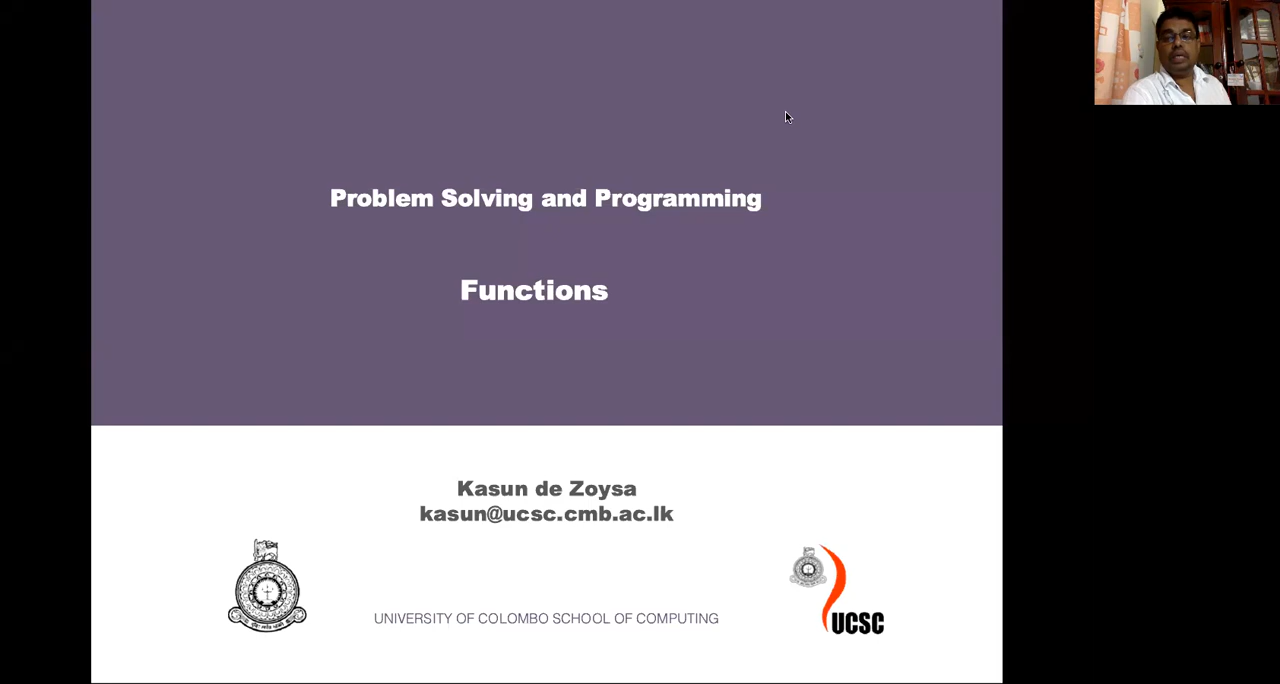 Problem Solving and Programming
Functions
Kasun de Zoysa
kasun@ucsc.cmb.ac.lk
UNIVERSITY OF COLOMBO SCHOOL OF COMPUTING
UCSC